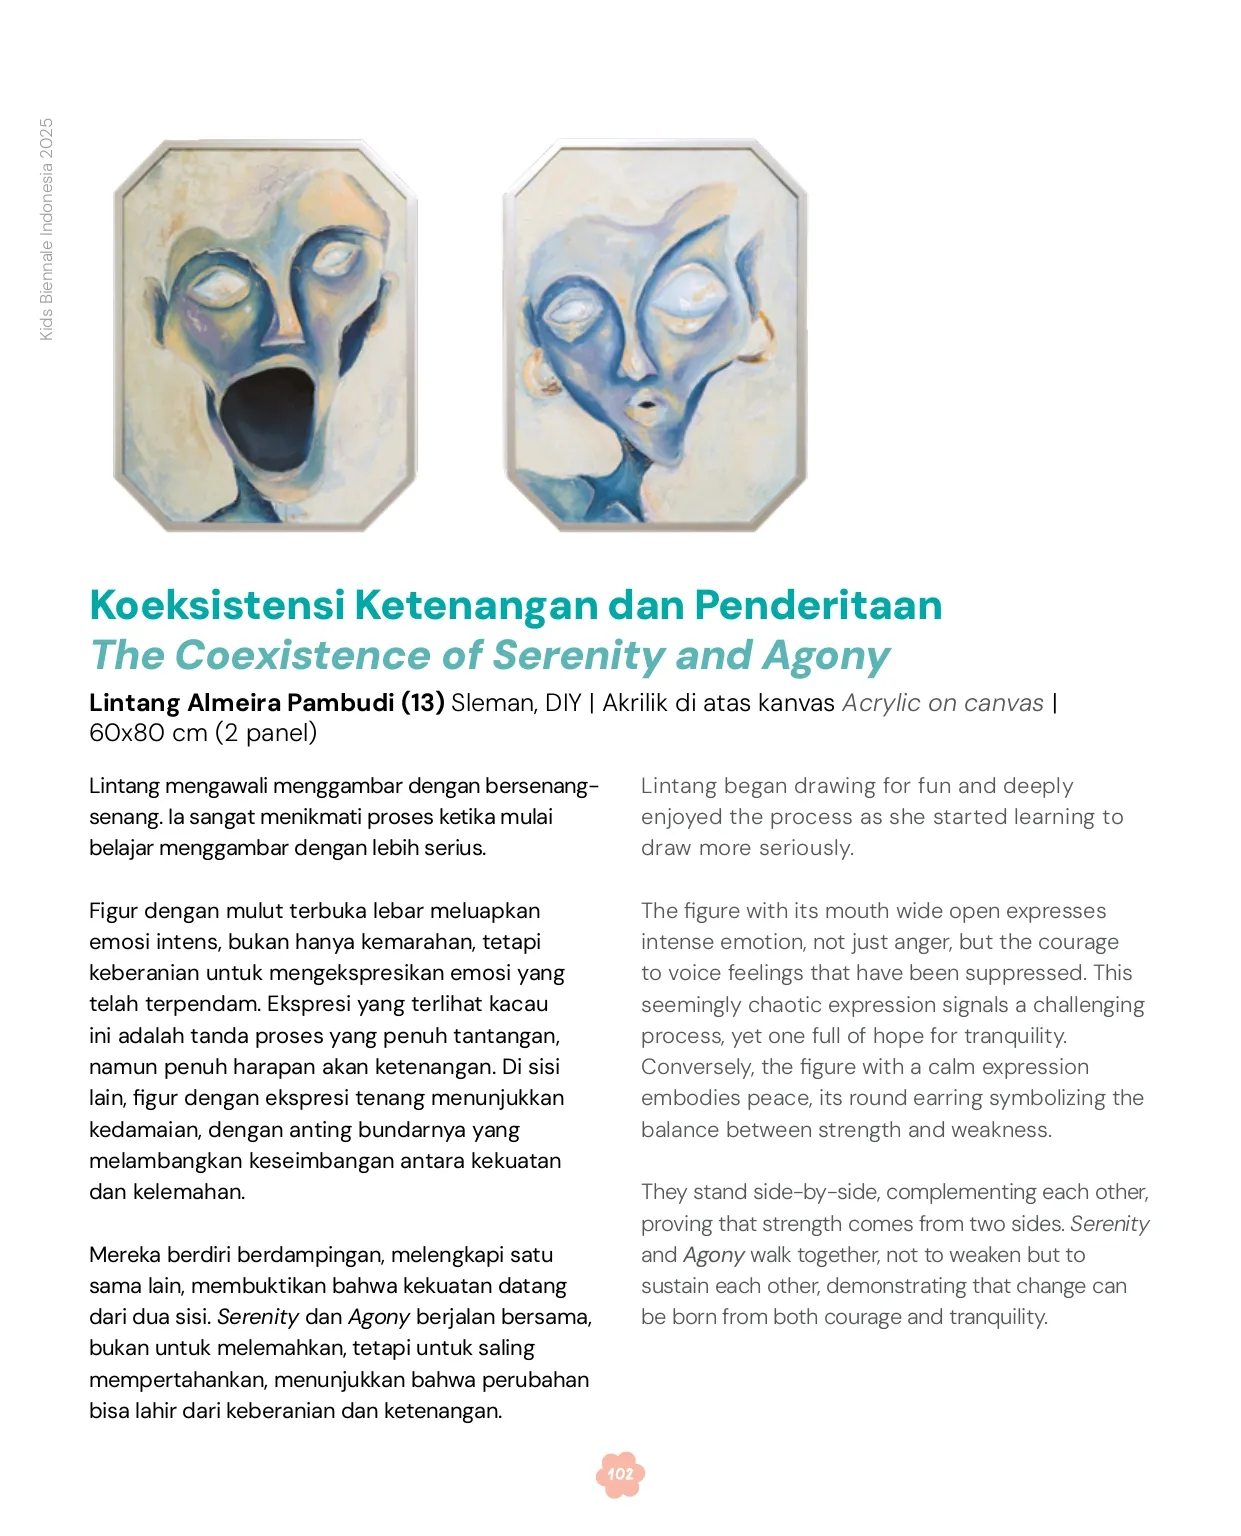 Kids Biennale Indonesia 2025
Koeksistensi Ketenangan dan Penderitaan
The Coexistence of Serenity and Agony
Lintang Almeira Pambudi (13) Sleman, DIY | Akrilik di atas kanvas Acrylic on canvas |
60x80 cm (2 panel)
Lintang mengawali menggambar dengan bersenang-
senang. Ia sangat menikmati proses ketika mulai
belajar menggambar dengan lebih serius.
Figur dengan mulut terbuka lebar meluapkan
emosi intens, bukan hanya kemarahan, tetapi
keberanian untuk mengekspresikan emosi yang
telah terpendam. Ekspresi yang terlihat kacau
ini adalah tanda proses yang penuh tantangan,
namun penuh harapan akan ketenangan. Di sisi
lain, figur dengan ekspresi tenang menunjukkan
kedamaian, dengan anting bundarnya yang
melambangkan keseimbangan antara kekuatan
dan kelemahan.
Mereka berdiri berdampingan, melengkapi satu
sama lain, membuktikan bahwa kekuatan datang
dari dua sisi. Serenity dan Agony berjalan bersama,
bukan untuk melemahkan, tetapi untuk saling
mempertahankan, menunjukkan bahwa perubahan
bisa lahir dari keberanian dan ketenangan.
Lintang began drawing for fun and deeply
enjoyed the process as she started learning to
draw more seriously.
The figure with its mouth wide open expresses
intense emotion, not just anger, but the courage
to voice feelings that have been suppressed. This
seemingly chaotic expression signals a challenging
process, yet one full of hope for tranquility.
Conversely, the figure with a calm expression
embodies peace, its round earring symbolizing the
balance between strength and weakness.
They stand side-by-side, complementing each other,
proving that strength comes from two sides. Serenity
and Agony walk together, not to weaken but to
sustain each other, demonstrating that change can
be born from both courage and tranquility.
102